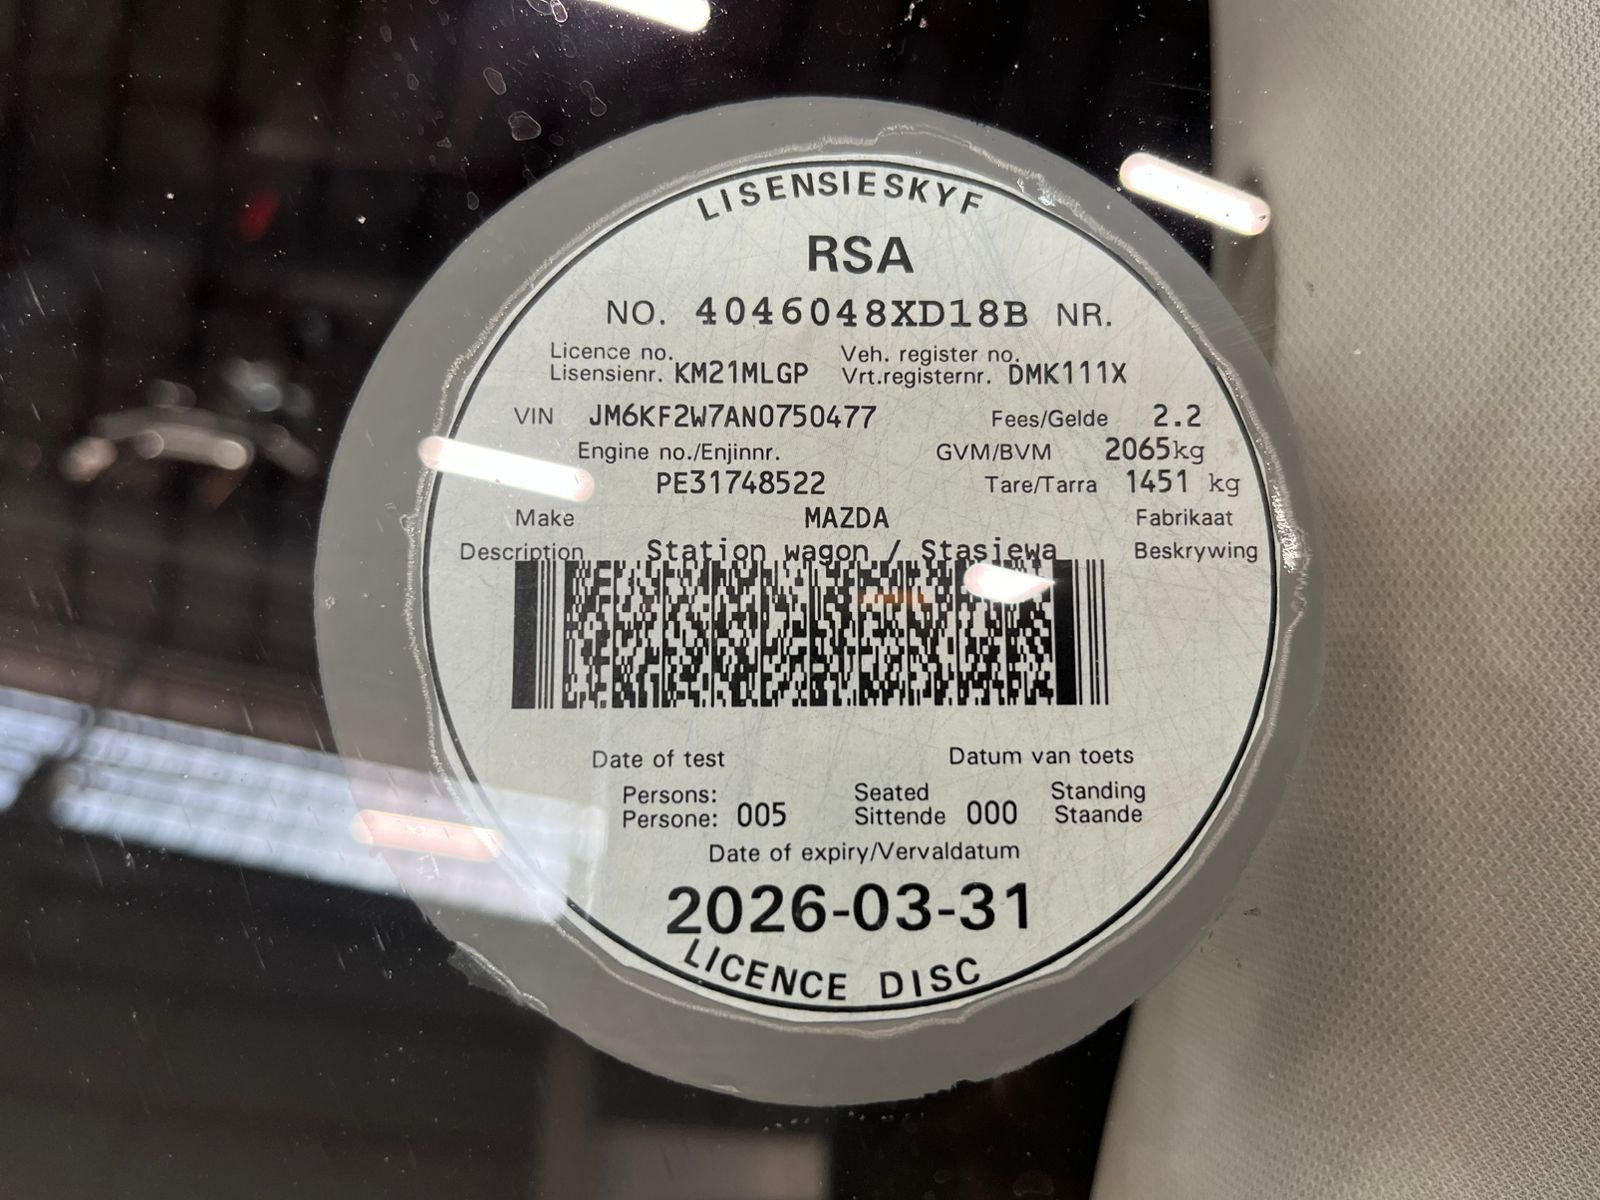 LISENSIESKYF
RSA
NO. 4046048XD18B NR.
Licence no. Veh. register no.
Lisensienr. KM21MLGP Vrt.registernr. DMK111X
VIN JM6KF2W7AN0750477 Fees/Gelde 2.2
Engine no./Enjinnr. GVM/BVM 2065kg
PE31748522 Tare/Tarra 1451 kg
Make MAZDA Fabrikaat
Description Station wagon / Stasiewa Beskrywing
Date of test Datum van toets
Persons: Seated Standing
Persone: 005 Sittende 000 Staande
Date of expiry/Vervaldatum
2026-03-31
LICENCE DISC